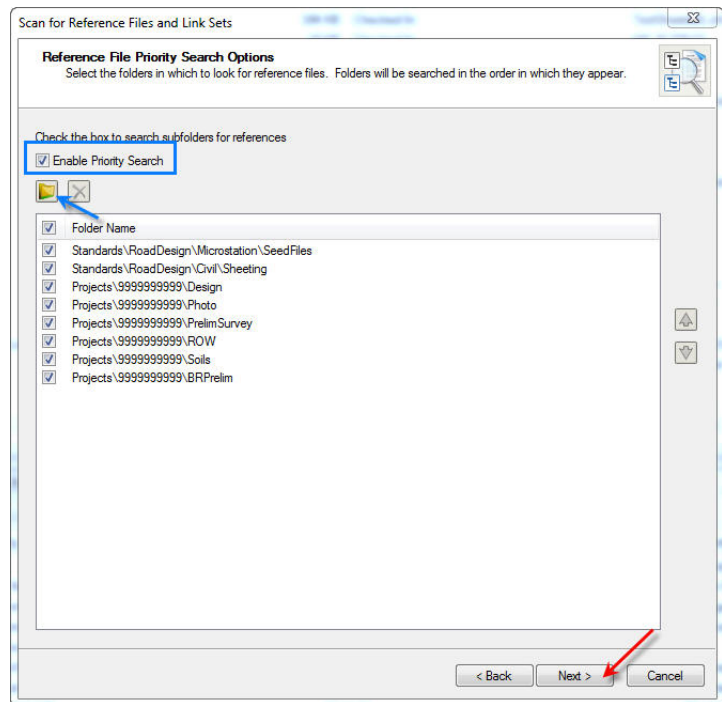 Scan for Reference Files and Link Sets
Reference File Priority Search Options
Select the folders in which to look for reference files. Folders will be searched in the order in which they appear.
Check the box to search subfolders for references
Enable Priority Search
Folder Name
Standards\RoadDesign\Microstation\SeedFiles
Standards\RoadDesign\Civil\Sheeting
Projects\9999999999\Design
Projects\9999999999\Photo
Projects\9999999999\PrelimSurvey
Projects\9999999999\ROW
Projects\9999999999\Soils
Projects\9999999999\BRPrelim
< Back Next > Cancel